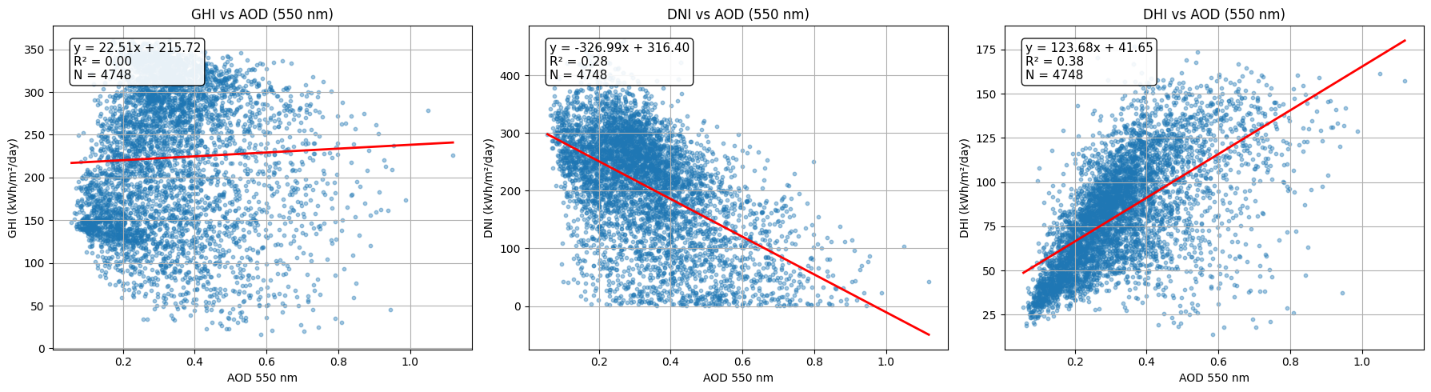 GHI vs AOD (550 nm)
y = 22.51x + 215.72
R² = 0.00
N = 4748
GHI (kWh/m²/day)
350
300
250
200
150
100
50
0
0.2 0.4 0.6 0.8 1.0
AOD 550 nm
DNI vs AOD (550 nm)
y = -326.99x + 316.40
R² = 0.28
N = 4748
DNI (kWh/m²/day)
400
300
200
100
0
0.2 0.4 0.6 0.8 1.0
AOD 550 nm
DHI vs AOD (550 nm)
y = 123.68x + 41.65
R² = 0.38
N = 4748
DHI (kWh/m²/day)
175
150
125
100
75
50
25
0.2 0.4 0.6 0.8 1.0
AOD 550 nm